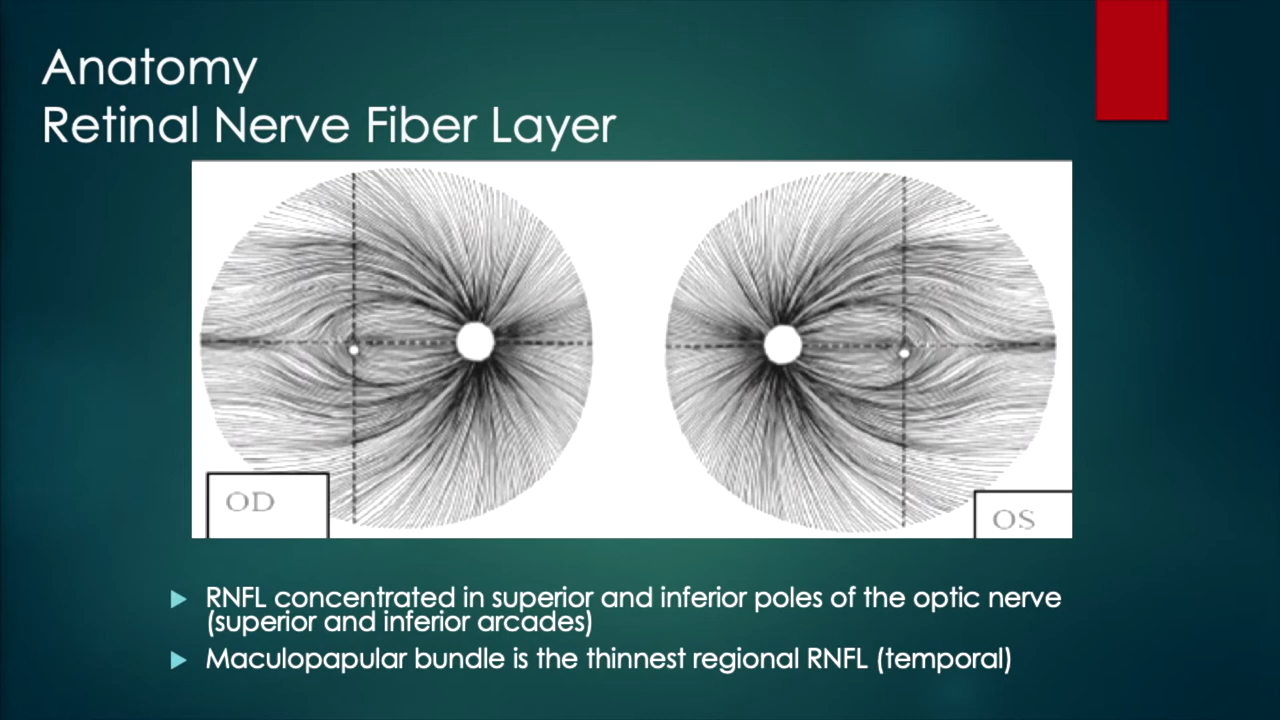 Anatomy
Retinal Nerve Fiber Layer
OD
OS
RNFL concentrated in superior and inferior poles of the optic nerve
(superior and inferior arcades)
Maculopapular bundle is the thinnest regional RNFL (temporal)